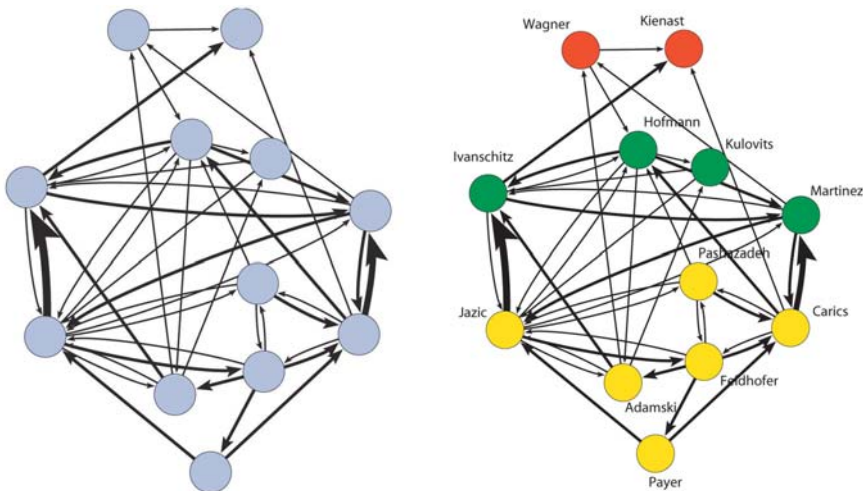 Wagner
Kienast
Hofmann
Kulovits
Ivanschitz
Martinez
Pashazadeh
Jazic
Carics
Feldhofer
Adamski
Payer